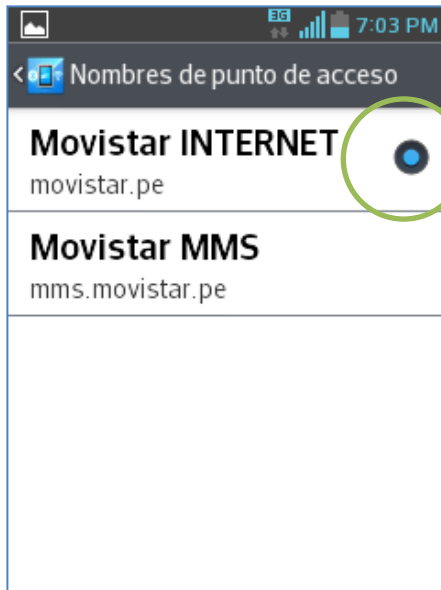 3G 7:03 PM
Nombres de punto de acceso
Movistar INTERNET
movistar.pe
Movistar MMS
mms.movistar.pe